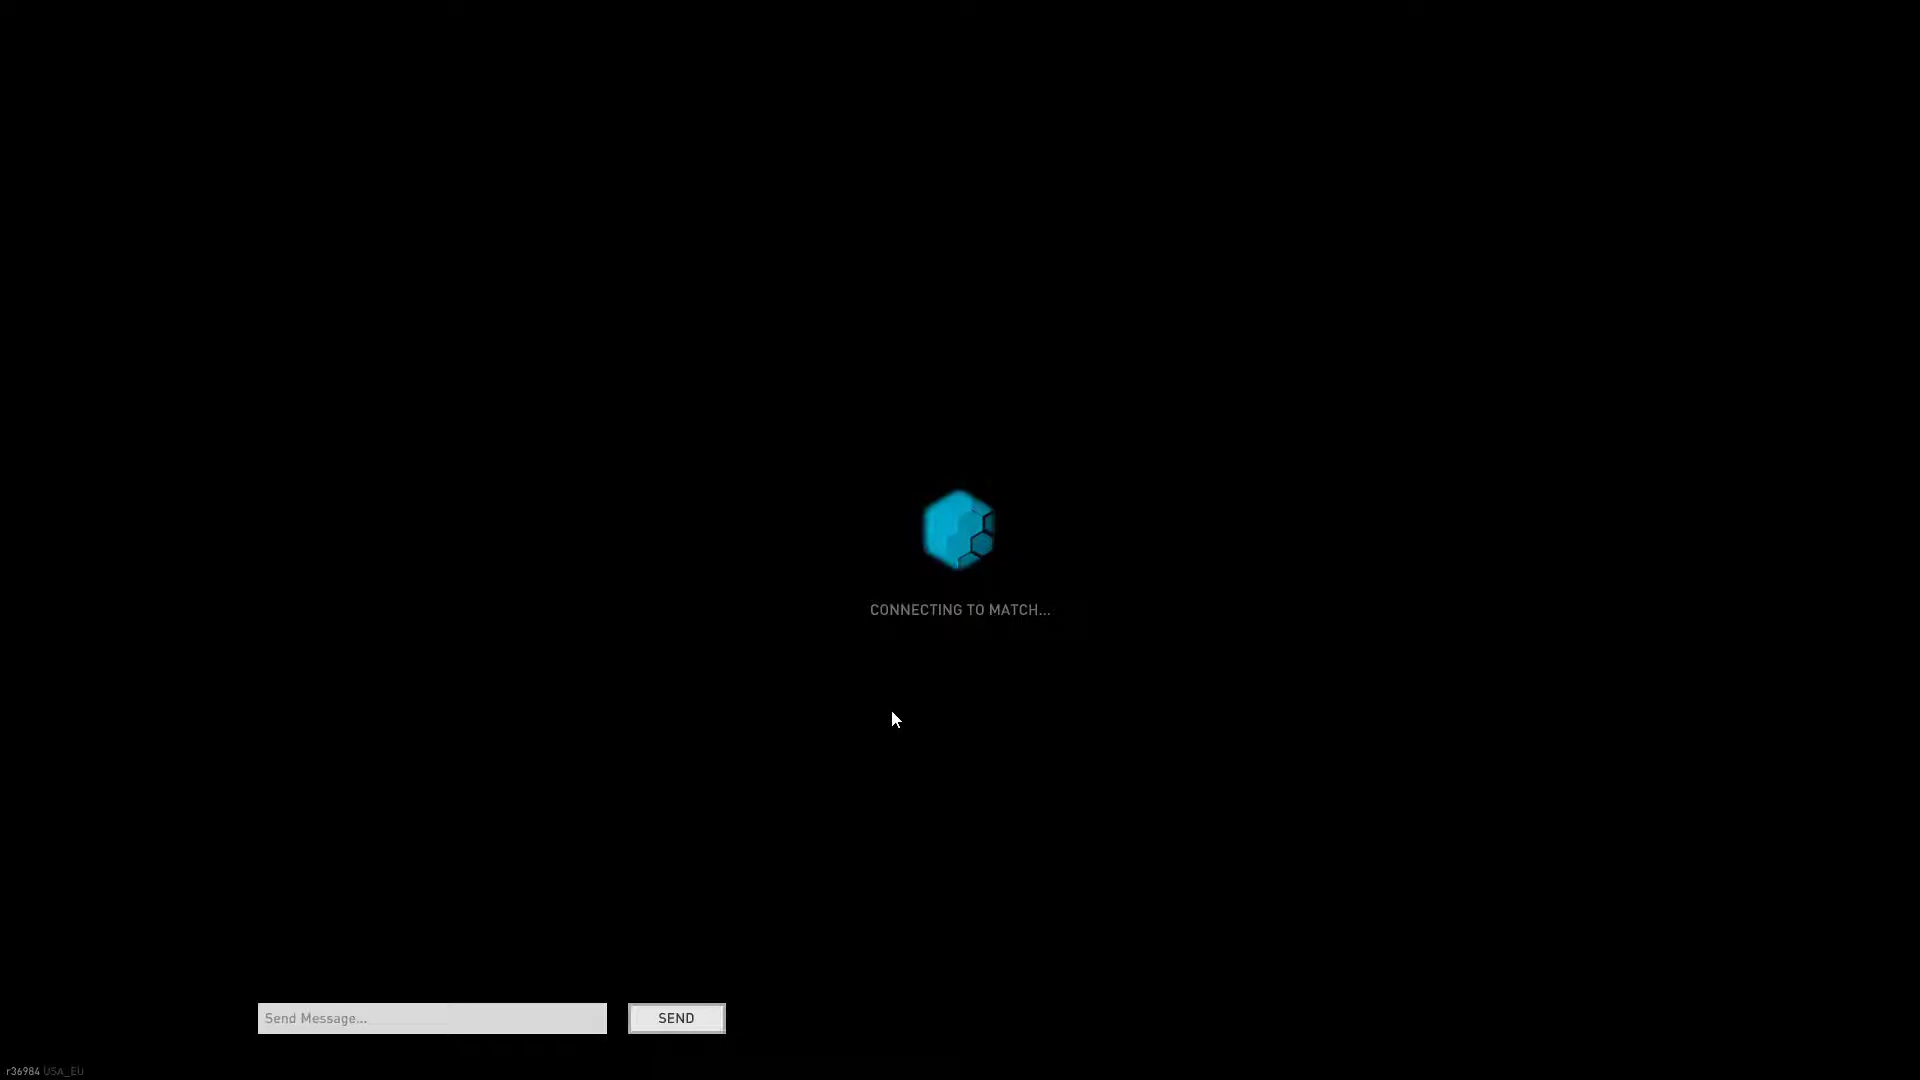 CONNECTING TO MATCH...
Send Message...
SEND
r36984 USA_EU